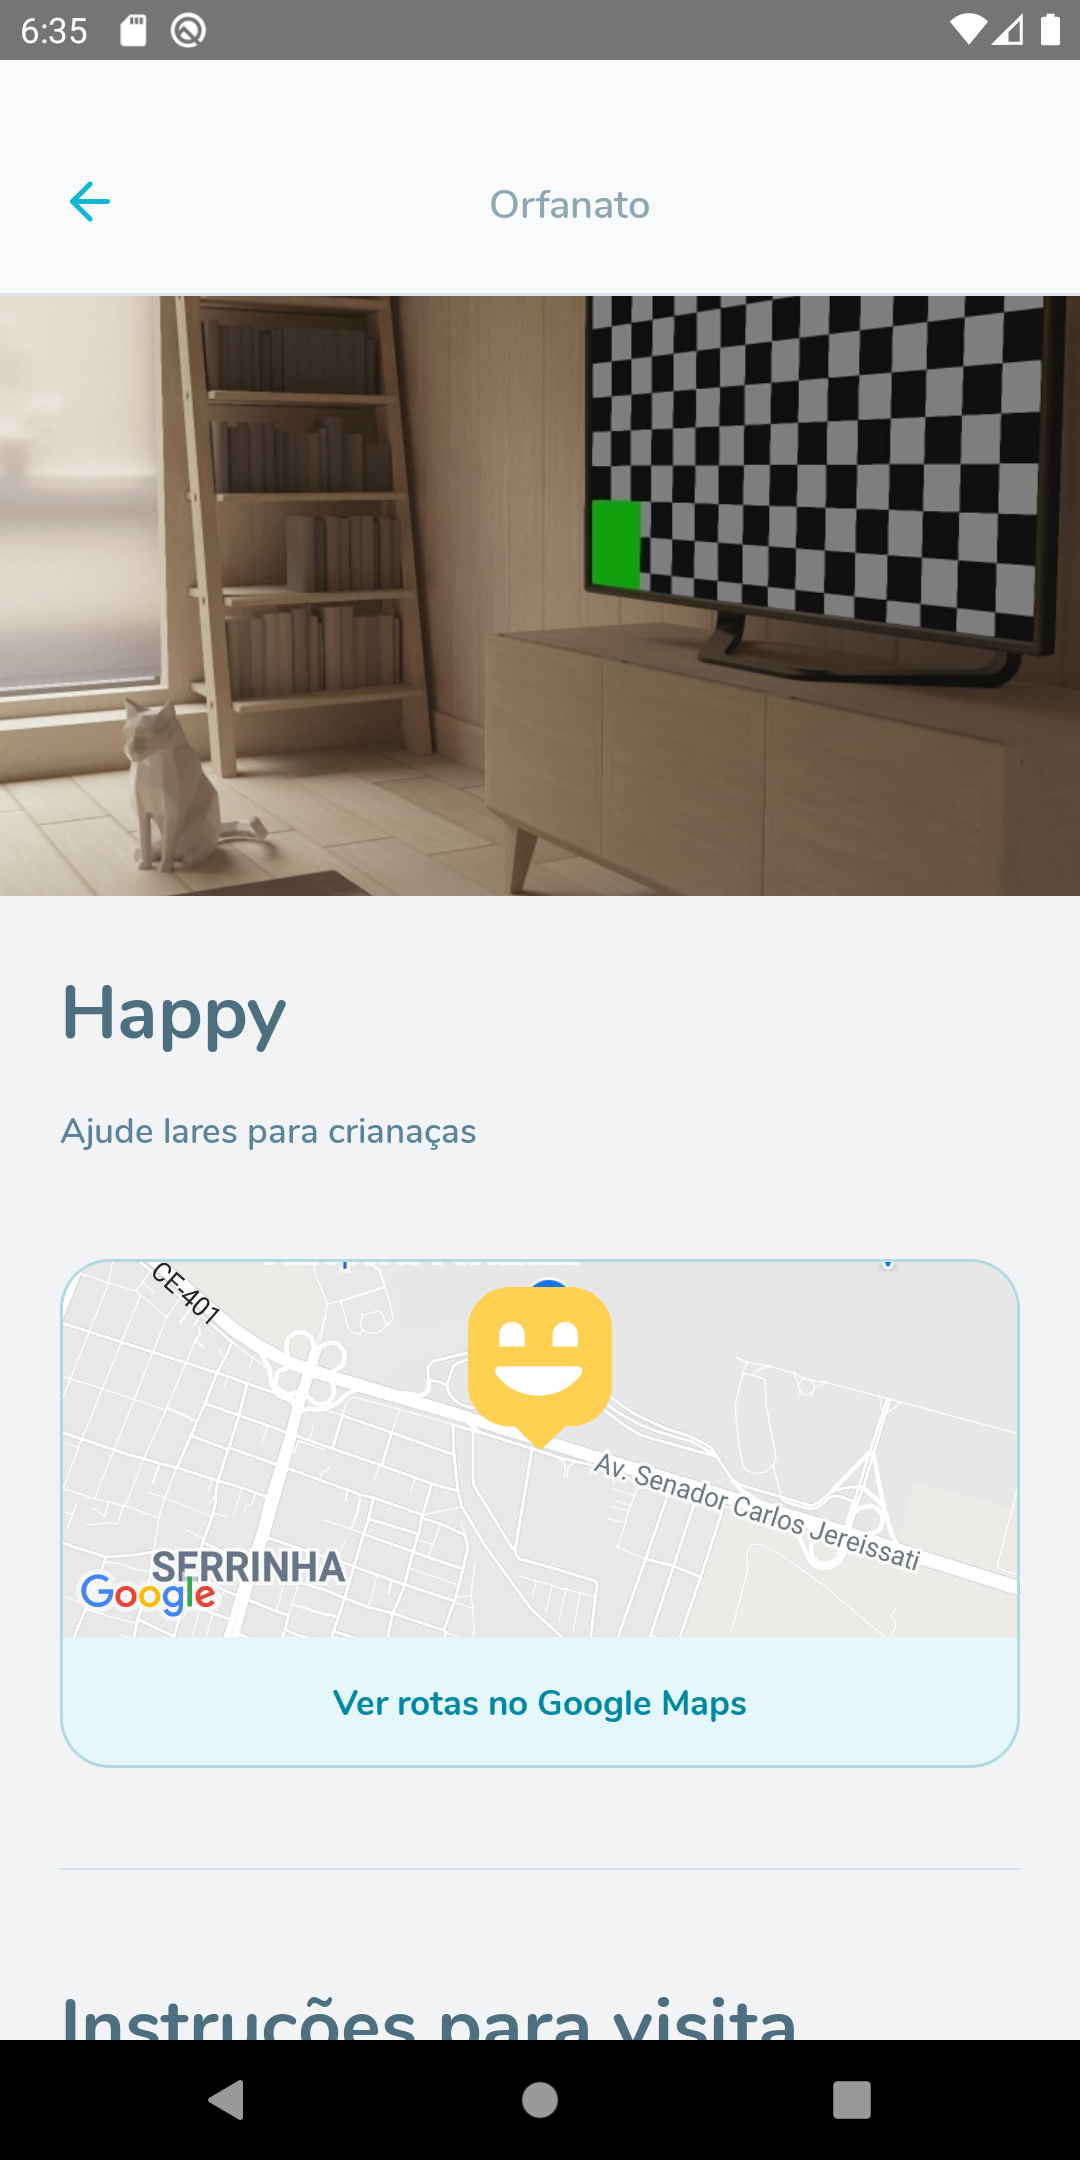 6:35
Orfanato
Happy
Ajude lares para crianaças
CE-401
Av. Senador Carlos Jereissati
SERRINHA
Google
Ver rotas no Google Maps
Instruções para visita